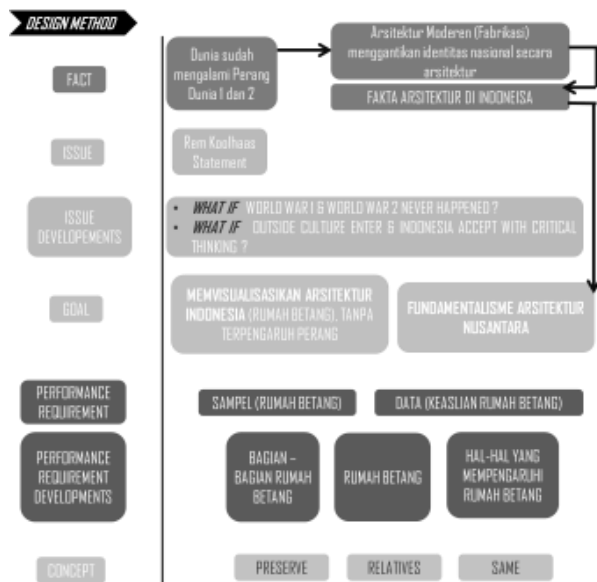 DESIGN METHOD
FACT
Dunia sudah
mengalami Perang
Dunia 1 dan 2
Arsitektur Moderen (Fabrikasi)
menggantikan identitas nasional secara
arsitektur
FAKTA ARSITEKTUR DI INDONEISA
ISSUE
Rem Koolhaas
Statement
ISSUE
DEVELOPEMENTS
• WHAT IF WORLD WAR 1 & WORLD WAR 2 NEVER HAPPENED ?
• WHAT IF OUTSIDE CULTURE ENTER & INDONESIA ACCEPT WITH CRITICAL
THINKING ?
GOAL
MEMVISUALISASIKAN ARSITEKTUR
INDONESIA (RUMAH BETANG), TANPA
TERPENGARUH PERANG
FUNDAMENTALISME ARSITEKTUR
NUSANTARA
PERFORMANCE
REQUIREMENT
SAMPEL (RUMAH BETANG)
DATA (KEASLIAN RUMAH BETANG)
PERFORMANCE
REQUIREMENT
DEVELOPMENTS
BAGIAN –
BAGIAN RUMAH
BETANG
RUMAH BETANG
HAL-HAL YANG
MEMPENGARUHI
RUMAH BETANG
CONCEPT
PRESERVE
RELATIVES
SAME